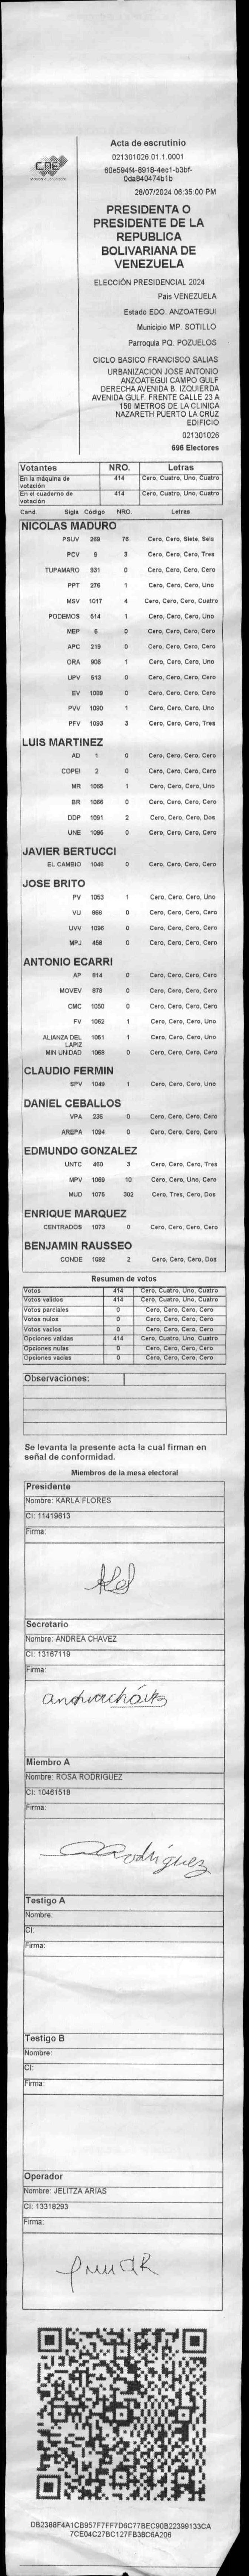 CNE
Acta de escrutinio
021301026.01.1.0001
60e594f4-8918-4ec1-b3bf-
0da840474b1b
28/07/2024 06:35:00 PM
PRESIDENTA O
PRESIDENTE DE LA
REPUBLICA
BOLIVARIANA DE
VENEZUELA
ELECCIÓN PRESIDENCIAL 2024
Pais VENEZUELA
Estado EDO. ANZOATEGUI
Municipio MP. SOTILLO
Parroquia PQ. POZUELOS
CICLO BASICO FRANCISCO SALIAS
URBANIZACION JOSE ANTONIO
ANZOATEGUI CAMPO GULF
DERECHA AVENIDA B. IZQUIERDA
AVENIDA GULF. FRENTE CALLE 23 A
150 METROS DE LA CLINICA
NAZARETH PUERTO LA CRUZ
EDIFICIO
021301026
696 Electores
Votantes NRO. Letras
En la máquina de votación 414 Cero, Cuatro, Uno, Cuatro
En el cuaderno de votación 414 Cero, Cuatro, Uno, Cuatro
Cand. Sigla Código NRO. Letras
NICOLAS MADURO
PSUV 269 76 Cero, Cero, Siete, Seis
PCV 9 3 Cero, Cero, Cero, Tres
TUPAMARO 931 0 Cero, Cero, Cero, Cero
PPT 276 1 Cero, Cero, Cero, Uno
MSV 1017 4 Cero, Cero, Cero, Cuatro
PODEMOS 514 1 Cero, Cero, Cero, Uno
MEP 6 0 Cero, Cero, Cero, Cero
APC 219 0 Cero, Cero, Cero, Cero
ORA 906 1 Cero, Cero, Cero, Uno
UPV 613 0 Cero, Cero, Cero, Cero
EV 1089 0 Cero, Cero, Cero, Cero
PVV 1090 1 Cero, Cero, Cero, Uno
PFV 1093 3 Cero, Cero, Cero, Tres
LUIS MARTINEZ
AD 1 0 Cero, Cero, Cero, Cero
COPEI 2 0 Cero, Cero, Cero, Cero
MR 1065 1 Cero, Cero, Cero, Uno
BR 1066 0 Cero, Cero, Cero, Cero
DDP 1091 2 Cero, Cero, Cero, Dos
UNE 1095 0 Cero, Cero, Cero, Cero
JAVIER BERTUCCI
EL CAMBIO 1048 0 Cero, Cero, Cero, Cero
JOSE BRITO
PV 1053 1 Cero, Cero, Cero, Uno
VU 968 0 Cero, Cero, Cero, Cero
UVV 1096 0 Cero, Cero, Cero, Cero
MPJ 458 0 Cero, Cero, Cero, Cero
ANTONIO ECARRI
AP 814 0 Cero, Cero, Cero, Cero
MOVEV 878 0 Cero, Cero, Cero, Cero
CMC 1050 0 Cero, Cero, Cero, Cero
FV 1062 1 Cero, Cero, Cero, Uno
ALIANZA DEL LAPIZ 1051 1 Cero, Cero, Cero, Uno
MIN UNIDAD 1068 0 Cero, Cero, Cero, Cero
CLAUDIO FERMIN
SPV 1049 1 Cero, Cero, Cero, Uno
DANIEL CEBALLOS
VPA 236 0 Cero, Cero, Cero, Cero
AREPA 1094 0 Cero, Cero, Cero, Cero
EDMUNDO GONZALEZ
UNTC 460 3 Cero, Cero, Cero, Tres
MPV 1069 10 Cero, Cero, Uno, Cero
MUD 1076 302 Cero, Tres, Cero, Dos
ENRIQUE MARQUEZ
CENTRADOS 1073 0 Cero, Cero, Cero, Cero
BENJAMIN RAUSSEO
CONDE 1092 2 Cero, Cero, Cero, Dos
Resumen de votos
Votos 414 Cero, Cuatro, Uno, Cuatro
Votos validos 414 Cero, Cuatro, Uno, Cuatro
Votos parciales 0 Cero, Cero, Cero, Cero
Votos nulos 0 Cero, Cero, Cero, Cero
Votos vacios 0 Cero, Cero, Cero, Cero
Opciones validas 414 Cero, Cuatro, Uno, Cuatro
Opciones nulas 0 Cero, Cero, Cero, Cero
Opciones vacias 0 Cero, Cero, Cero, Cero
Observaciones:
Se levanta la presente acta la cual firman en
señal de conformidad.
Miembros de la mesa electoral
Presidente
Nombre: KARLA FLORES
CI: 11419613
Firma:
Secretario
Nombre: ANDREA CHAVEZ
CI: 13167119
Firma:
Miembro A
Nombre: ROSA RODRIGUEZ
CI: 10461518
Firma:
Rodríguez
Testigo A
Nombre:
CI:
Firma:
Testigo B
Nombre:
CI:
Firma:
Operador
Nombre: JELITZA ARIAS
CI: 13318293
Firma:
DB2388F4A1CB957F7FF7D6C77BEC90B22399133CA
7CE04C27BC127FB3BC6A206